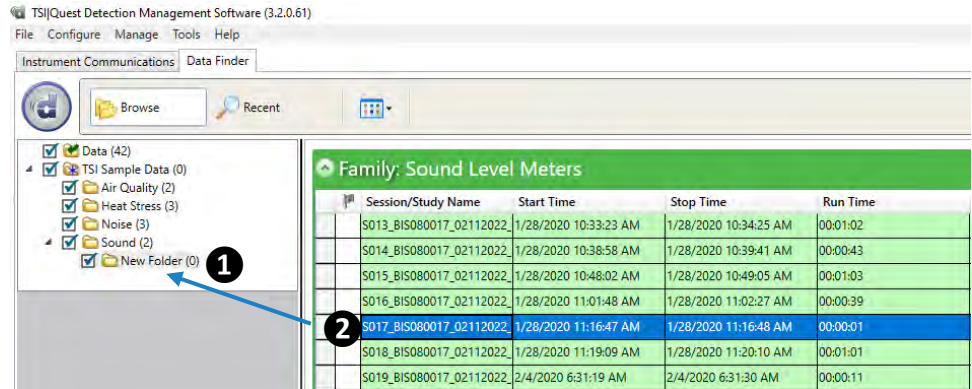 TSI|Quest Detection Management Software (3.2.0.61)
File Configure Manage Tools Help
Instrument Communications Data Finder
d Browse Recent
Data (42)
TSI Sample Data (0)
Air Quality (2)
Heat Stress (3)
Noise (3)
Sound (2)
New Folder (0)
1
Family: Sound Level Meters
Session/Study Name Start Time Stop Time Run Time
S013_BIS080017_02112022_ 1/28/2020 10:33:23 AM 1/28/2020 10:34:25 AM 00:01:02
S014_BIS080017_02112022_ 1/28/2020 10:38:58 AM 1/28/2020 10:39:41 AM 00:00:43
S015_BIS080017_02112022_ 1/28/2020 10:48:02 AM 1/28/2020 10:49:05 AM 00:01:03
S016_BIS080017_02112022_ 1/28/2020 11:01:48 AM 1/28/2020 11:02:27 AM 00:00:39
2 S017_BIS080017_02112022_ 1/28/2020 11:16:47 AM 1/28/2020 11:16:48 AM 00:00:01
S018_BIS080017_02112022_ 1/28/2020 11:19:09 AM 1/28/2020 11:20:10 AM 00:01:01
S019_BIS080017_02112022_ 2/4/2020 6:31:19 AM 2/4/2020 6:31:30 AM 00:00:11